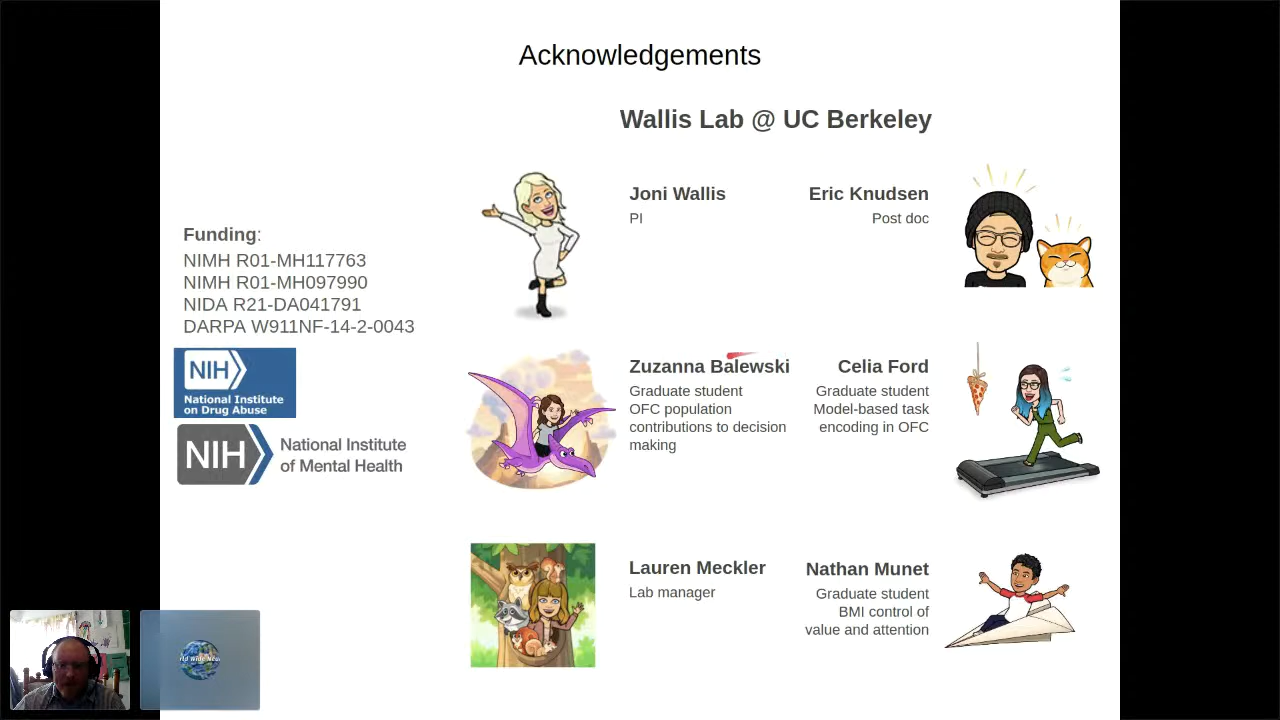 Acknowledgements
Wallis Lab @ UC Berkeley
Funding:
NIMH R01-MH117763
NIMH R01-MH097990
NIDA R21-DA041791
DARPA W911NF-14-2-0043
NIH
National Institute
on Drug Abuse
NIH
National Institute
of Mental Health
Joni Wallis
PI
Eric Knudsen
Post doc
Zuzanna Balewski
Graduate student
OFC population
contributions to decision
making
Celia Ford
Graduate student
Model-based task
encoding in OFC
Lauren Meckler
Lab manager
Nathan Munet
Graduate student
BMI control of
value and attention